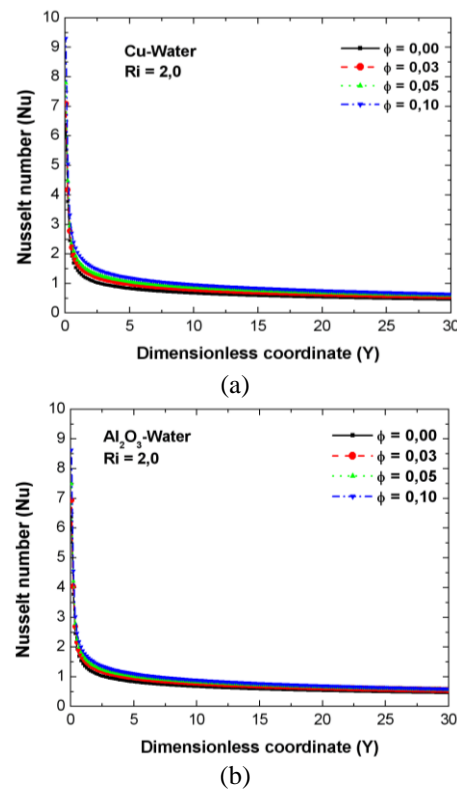 10
9
8
7
6
5
4
3
2
1
0
Nusselt number (Nu)
Cu-Water
Ri = 2,0
ϕ = 0,00
ϕ = 0,03
ϕ = 0,05
ϕ = 0,10
0 5 10 15 20 25 30
Dimensionless coordinate (Y)
(a)
10
9
8
7
6
5
4
3
2
1
0
Nusselt number (Nu)
Al₂O₃-Water
Ri = 2,0
ϕ = 0,00
ϕ = 0,03
ϕ = 0,05
ϕ = 0,10
0 5 10 15 20 25 30
Dimensionless coordinate (Y)
(b)